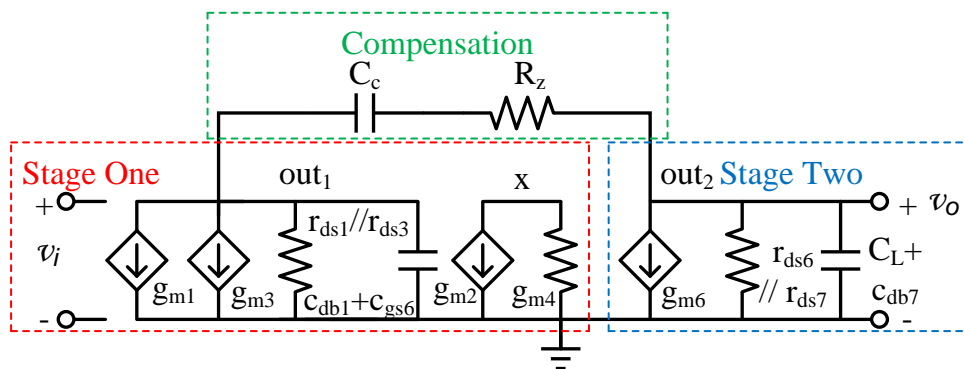 Compensation
Cc
Rz
Stage One
out1
x
out2
Stage Two
+
vi
-
gm1
gm3
rds1//rds3
cdb1+cgs6
gm2
gm4
gm6
rds6
// rds7
CL+
cdb7
+
vo
-